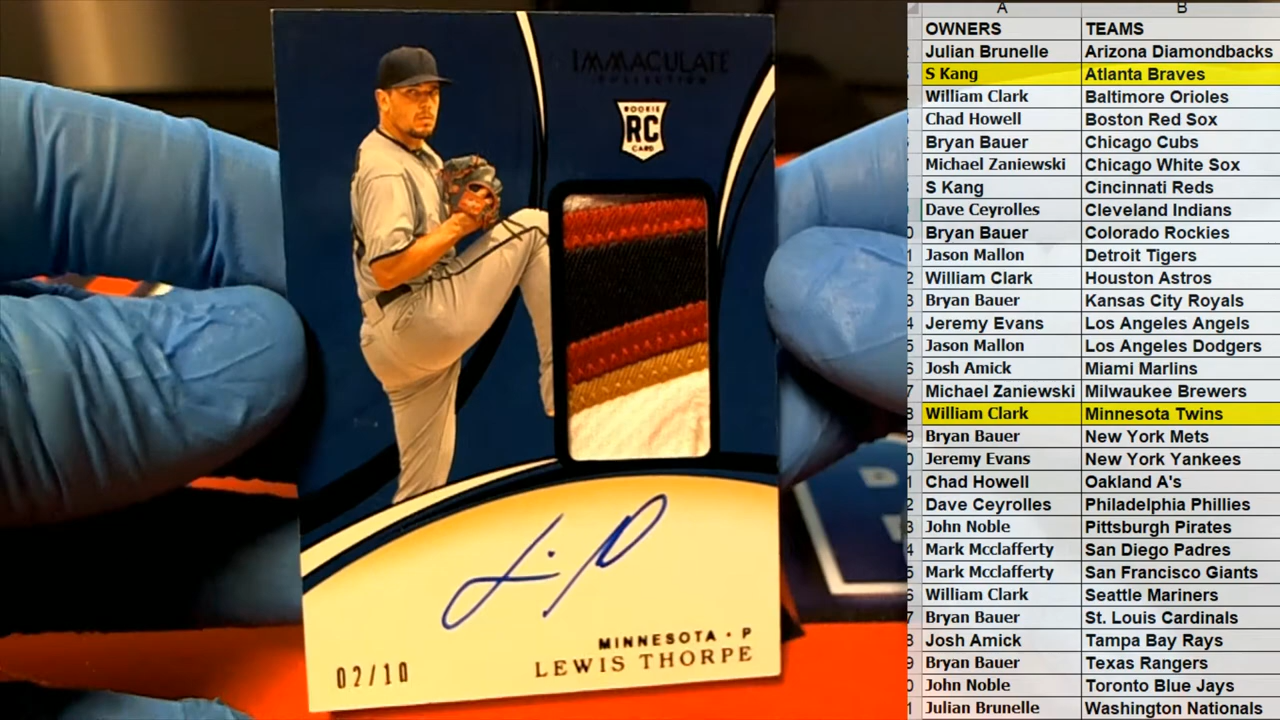 IMMACULATE
COLLECTION
ROOKIE
RC
CARD
MINNESOTA • P
LEWIS THORPE
02/10
A B
OWNERS TEAMS
Julian Brunelle Arizona Diamondbacks
S Kang Atlanta Braves
William Clark Baltimore Orioles
Chad Howell Boston Red Sox
Bryan Bauer Chicago Cubs
Michael Zaniewski Chicago White Sox
S Kang Cincinnati Reds
Dave Ceyrolles Cleveland Indians
Bryan Bauer Colorado Rockies
Jason Mallon Detroit Tigers
William Clark Houston Astros
Bryan Bauer Kansas City Royals
Jeremy Evans Los Angeles Angels
Jason Mallon Los Angeles Dodgers
Josh Amick Miami Marlins
Michael Zaniewski Milwaukee Brewers
William Clark Minnesota Twins
Bryan Bauer New York Mets
Jeremy Evans New York Yankees
Chad Howell Oakland A's
Dave Ceyrolles Philadelphia Phillies
John Noble Pittsburgh Pirates
Mark Mcclafferty San Diego Padres
Mark Mcclafferty San Francisco Giants
William Clark Seattle Mariners
Bryan Bauer St. Louis Cardinals
Josh Amick Tampa Bay Rays
Bryan Bauer Texas Rangers
John Noble Toronto Blue Jays
Julian Brunelle Washington Nationals